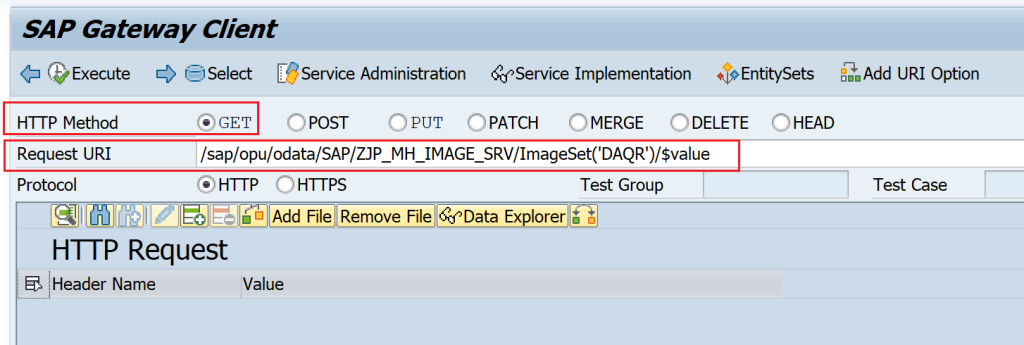 SAP Gateway Client
Execute Select Service Administration Service Implementation EntitySets Add URI Option
HTTP Method GET POST PUT PATCH MERGE DELETE HEAD
Request URI /sap/opu/odata/SAP/ZJP_MH_IMAGE_SRV/ImageSet('DAQR')/$value
Protocol HTTP HTTPS Test Group Test Case
Add File Remove File Data Explorer
HTTP Request
Header Name Value